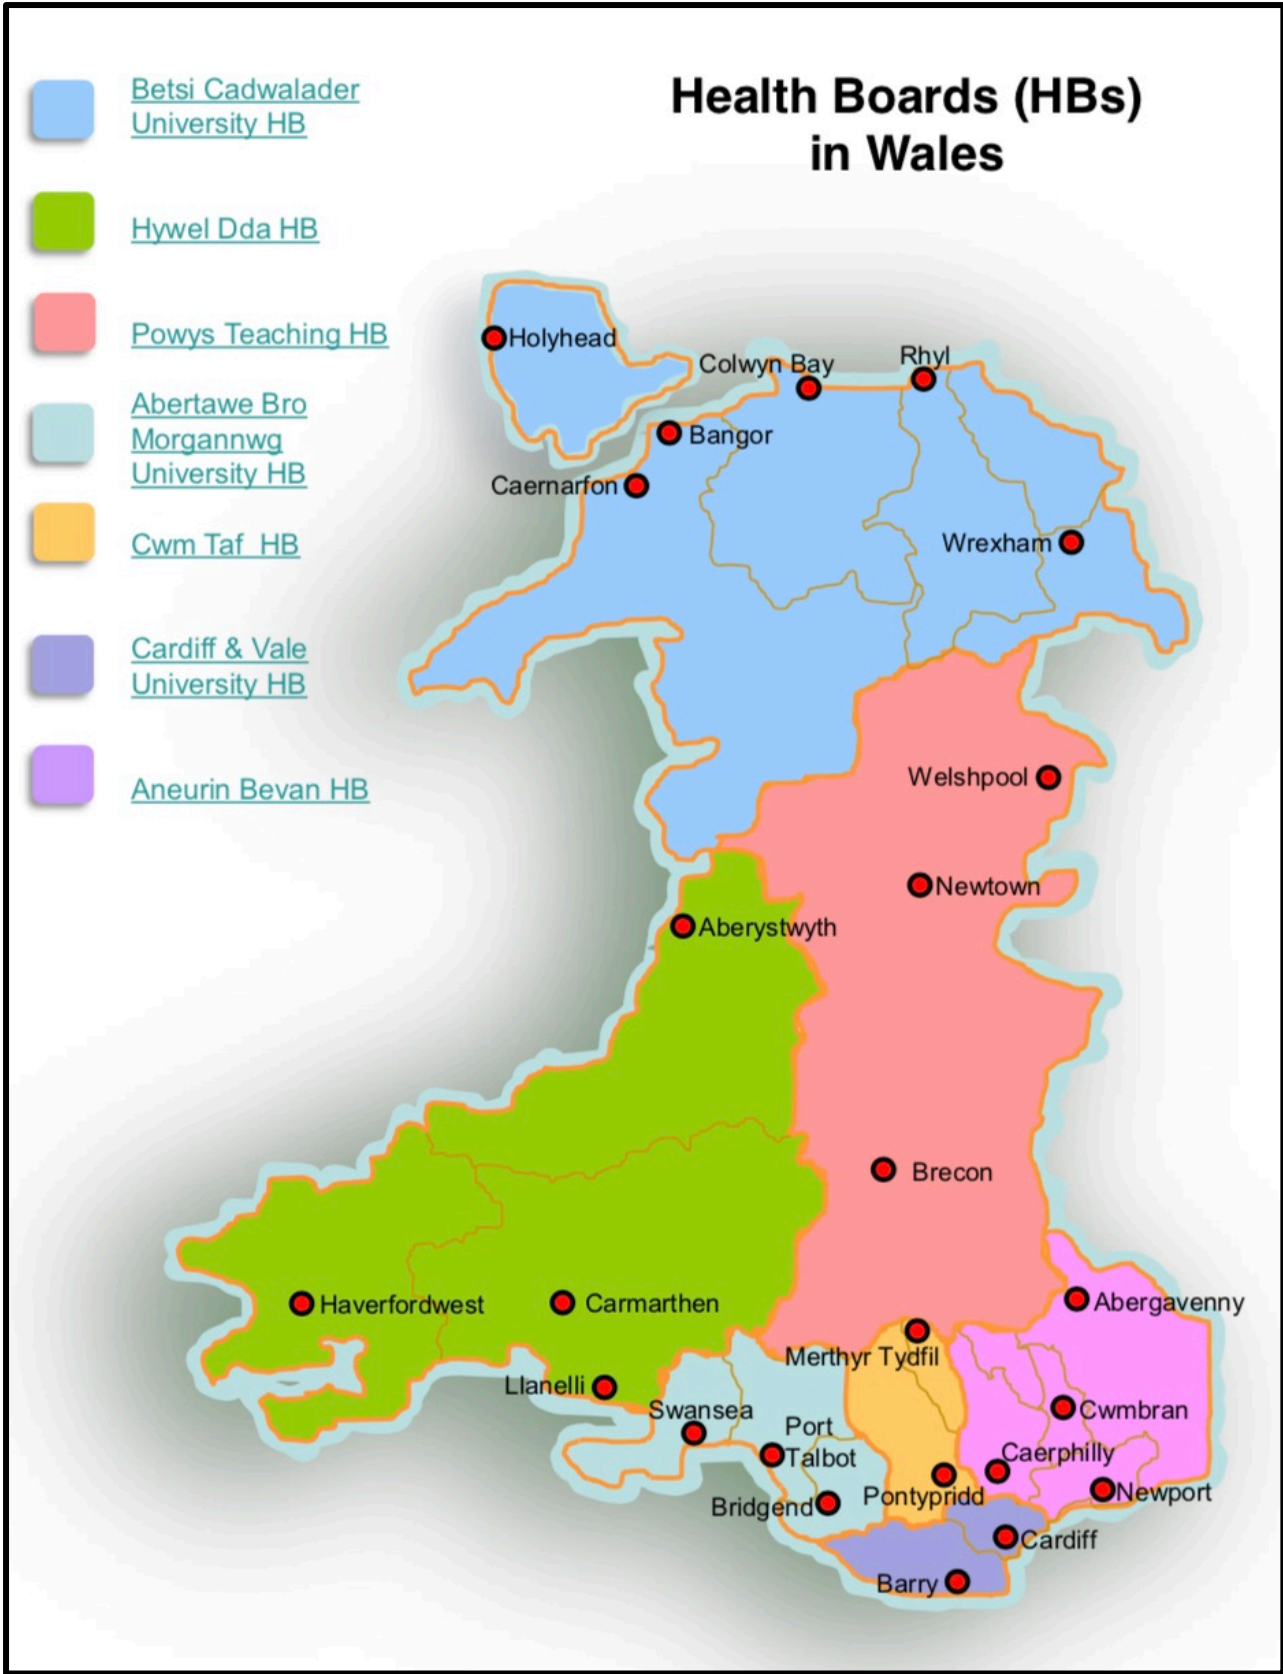 Health Boards (HBs)
in Wales
Betsi Cadwalader
University HB
Hywel Dda HB
Powys Teaching HB
Abertawe Bro
Morgannwg
University HB
Cwm Taf HB
Cardiff & Vale
University HB
Aneurin Bevan HB
Holyhead
Colwyn Bay
Rhyl
Bangor
Caernarfon
Wrexham
Welshpool
Newtown
Aberystwyth
Brecon
Haverfordwest
Carmarthen
Abergavenny
Merthyr Tydfil
Llanelli
Swansea
Cwmbran
Port
Talbot
Caerphilly
Pontypridd
Newport
Bridgend
Cardiff
Barry